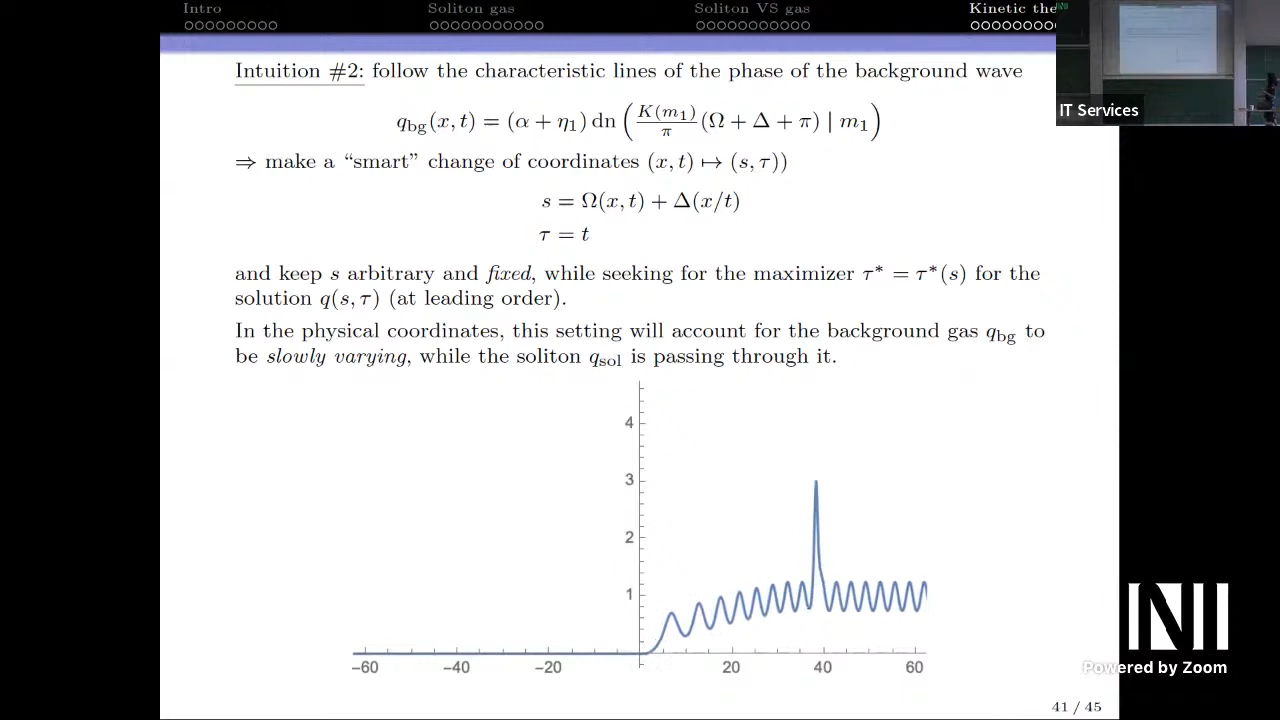 Intro Soliton gas Soliton VS gas Kinetic the
Intuition #2: follow the characteristic lines of the phase of the background wave
q_bg(x, t) = (α + η₁) dn ( K(m₁)/π (Ω + Δ + π) | m₁ )
⇒ make a “smart” change of coordinates (x, t) ↦ (s, τ))
s = Ω(x, t) + Δ(x/t)
τ = t
and keep s arbitrary and fixed, while seeking for the maximizer τ* = τ*(s) for the
solution q(s, τ) (at leading order).
In the physical coordinates, this setting will account for the background gas q_bg to
be slowly varying, while the soliton q_sol is passing through it.
4
3
2
1
−60 −40 −20 20 40 60
41 / 45
IT Services
NI
Powered by Zoom